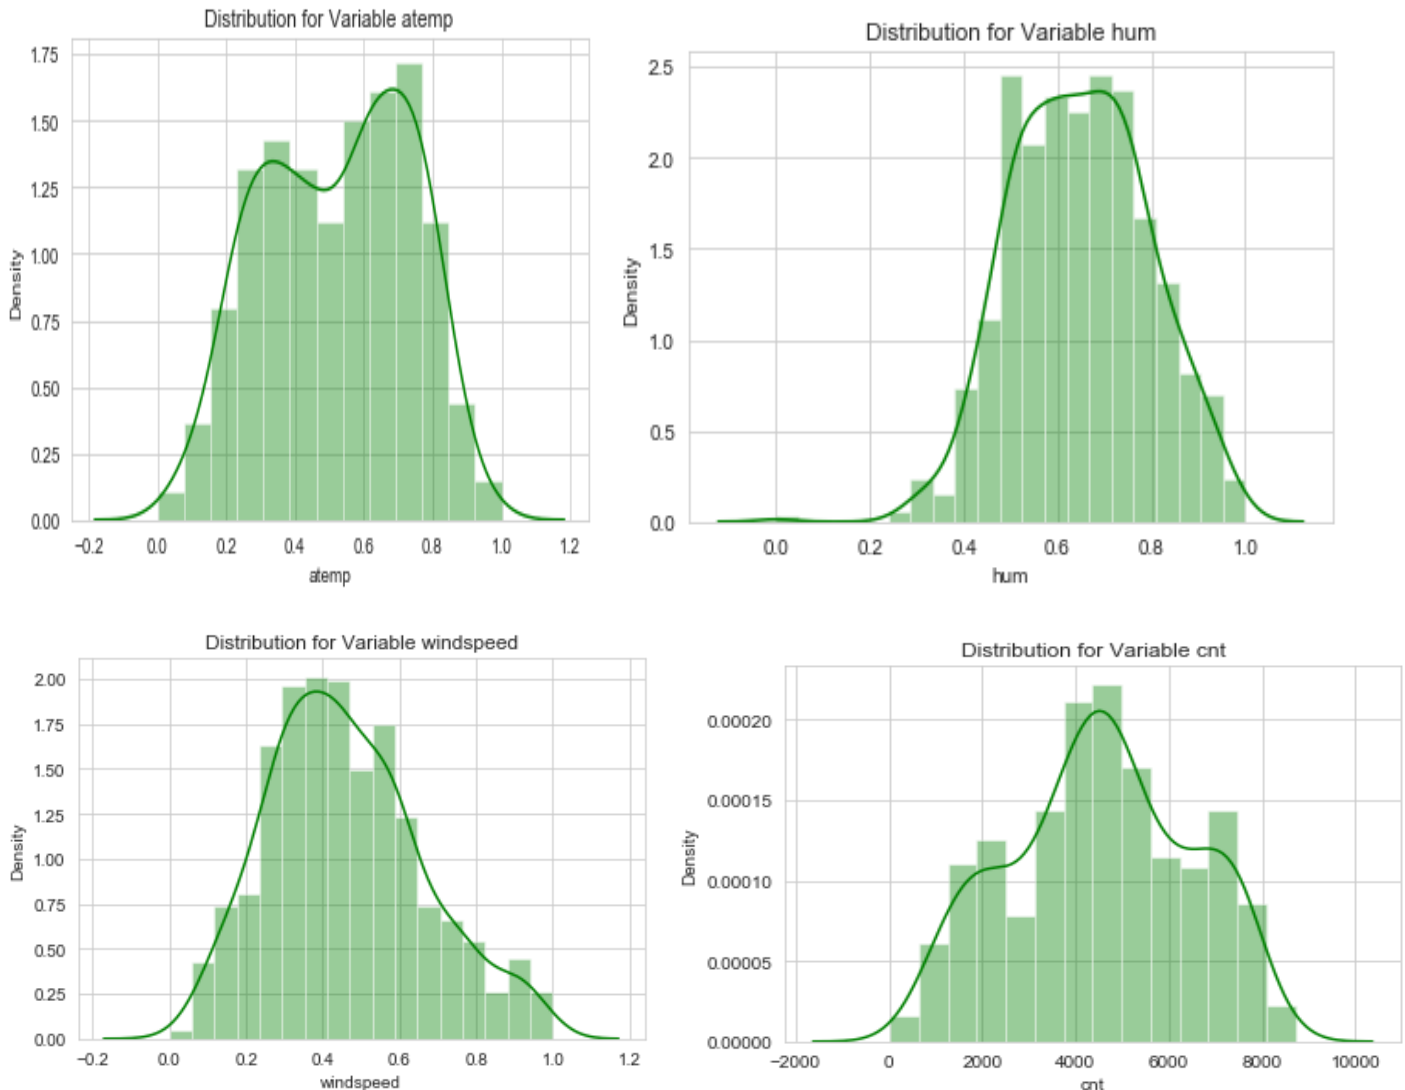 Distribution for Variable atemp
1.75
1.50
1.25
1.00
0.75
0.50
0.25
0.00
Density
−0.2 0.0 0.2 0.4 0.6 0.8 1.0 1.2
atemp
Distribution for Variable hum
2.5
2.0
1.5
1.0
0.5
0.0
Density
0.0 0.2 0.4 0.6 0.8 1.0
hum
Distribution for Variable windspeed
2.00
1.75
1.50
1.25
1.00
0.75
0.50
0.25
0.00
Density
−0.2 0.0 0.2 0.4 0.6 0.8 1.0 1.2
windspeed
Distribution for Variable cnt
0.00020
0.00015
0.00010
0.00005
0.00000
Density
−2000 0 2000 4000 6000 8000 10000
cnt